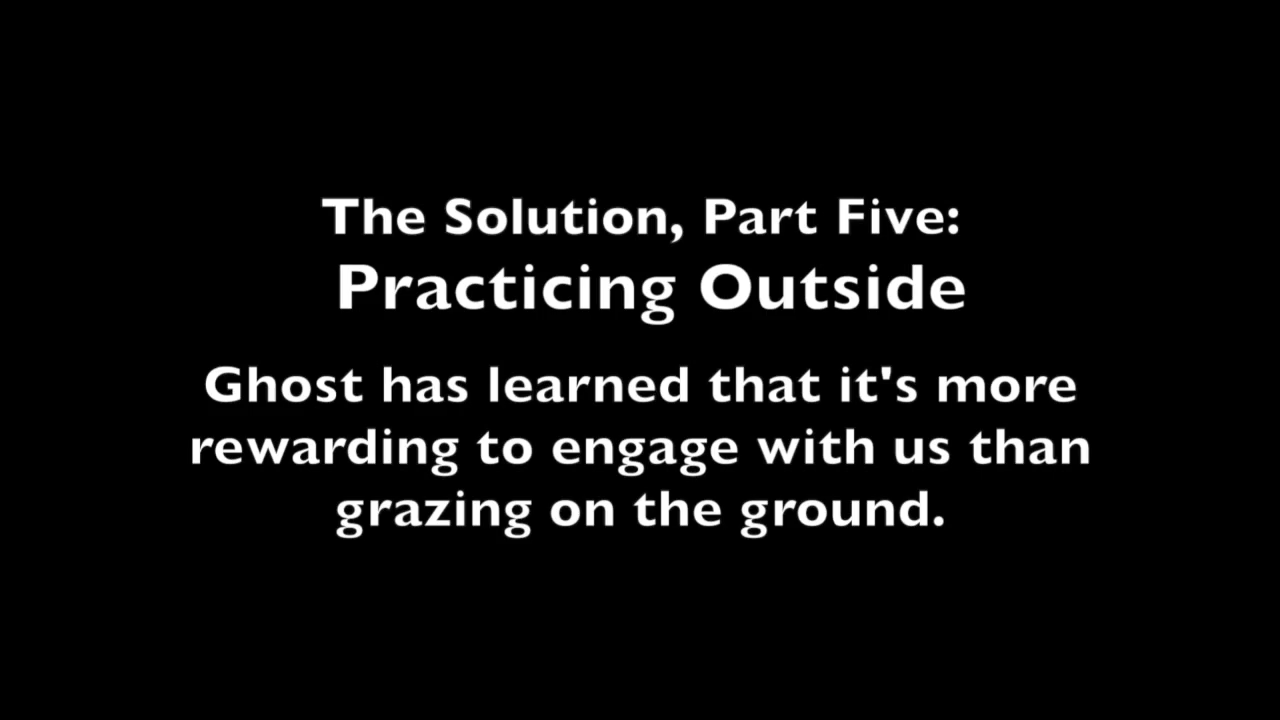 The Solution, Part Five:
Practicing Outside
Ghost has learned that it's more
rewarding to engage with us than
grazing on the ground.